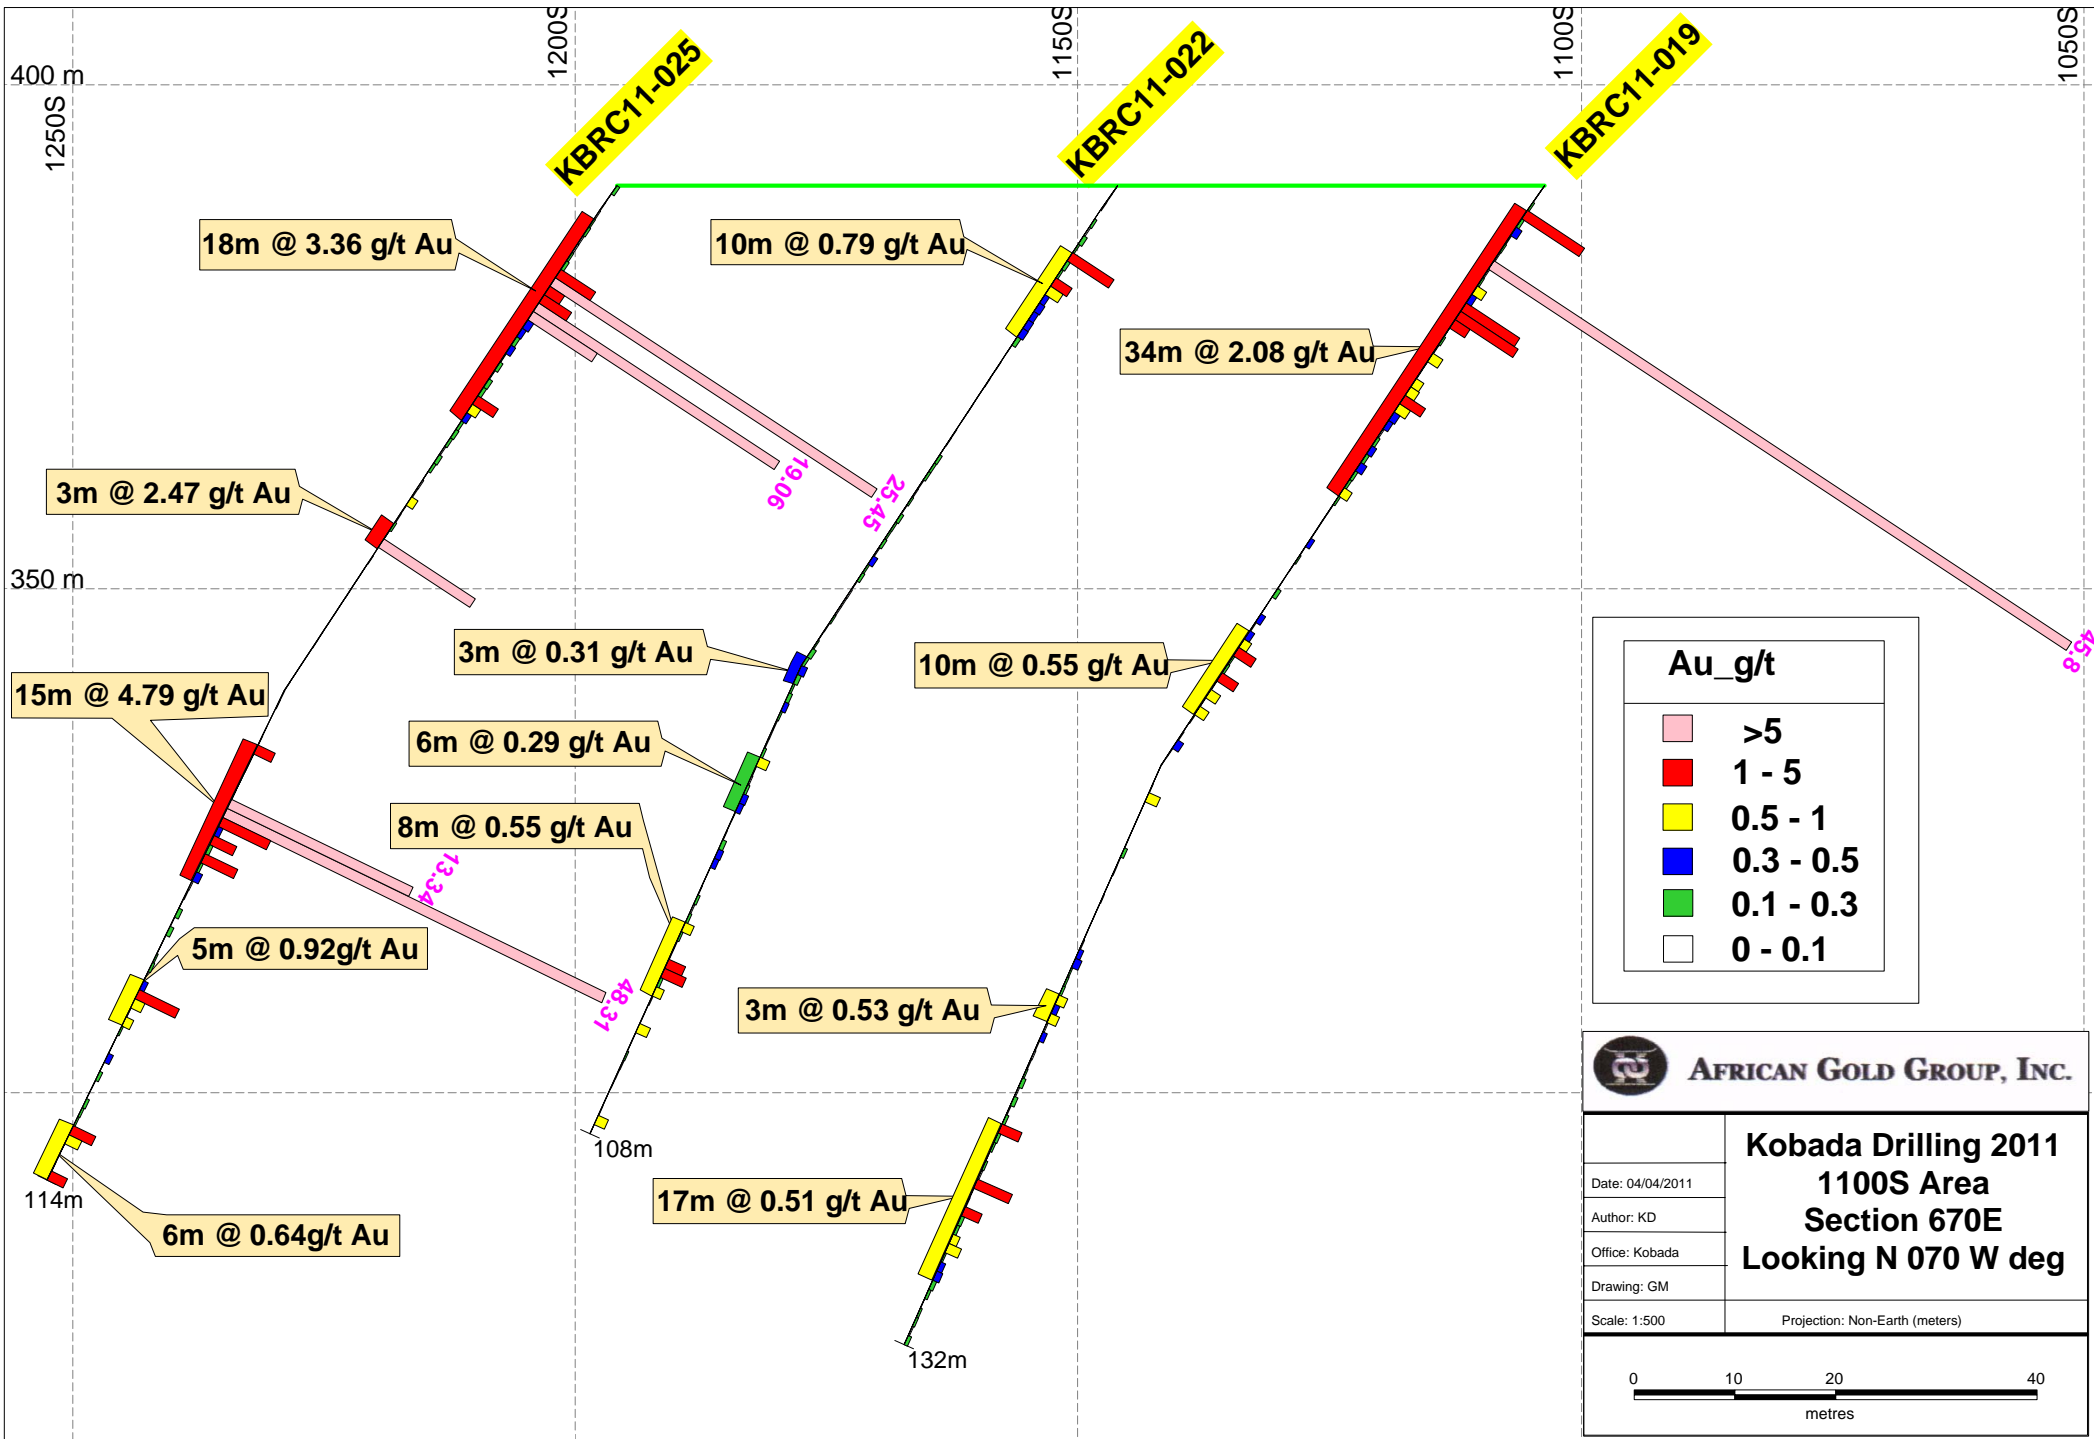 1250S
1200S
1150S
1100S
1050S
400 m
350 m
KBRC11-025
KBRC11-022
KBRC11-019
18m @ 3.36 g/t Au
10m @ 0.79 g/t Au
34m @ 2.08 g/t Au
19.06
25.45
45.8
3m @ 2.47 g/t Au
3m @ 0.31 g/t Au
10m @ 0.55 g/t Au
15m @ 4.79 g/t Au
6m @ 0.29 g/t Au
8m @ 0.55 g/t Au
13.34
48.31
5m @ 0.92g/t Au
3m @ 0.53 g/t Au
17m @ 0.51 g/t Au
6m @ 0.64g/t Au
114m
108m
132m
Au_g/t
>5
1 - 5
0.5 - 1
0.3 - 0.5
0.1 - 0.3
0 - 0.1
AFRICAN GOLD GROUP, INC.
Kobada Drilling 2011
1100S Area
Section 670E
Looking N 070 W deg
Date: 04/04/2011
Author: KD
Office: Kobada
Drawing: GM
Scale: 1:500
Projection: Non-Earth (meters)
0 10 20 40
metres